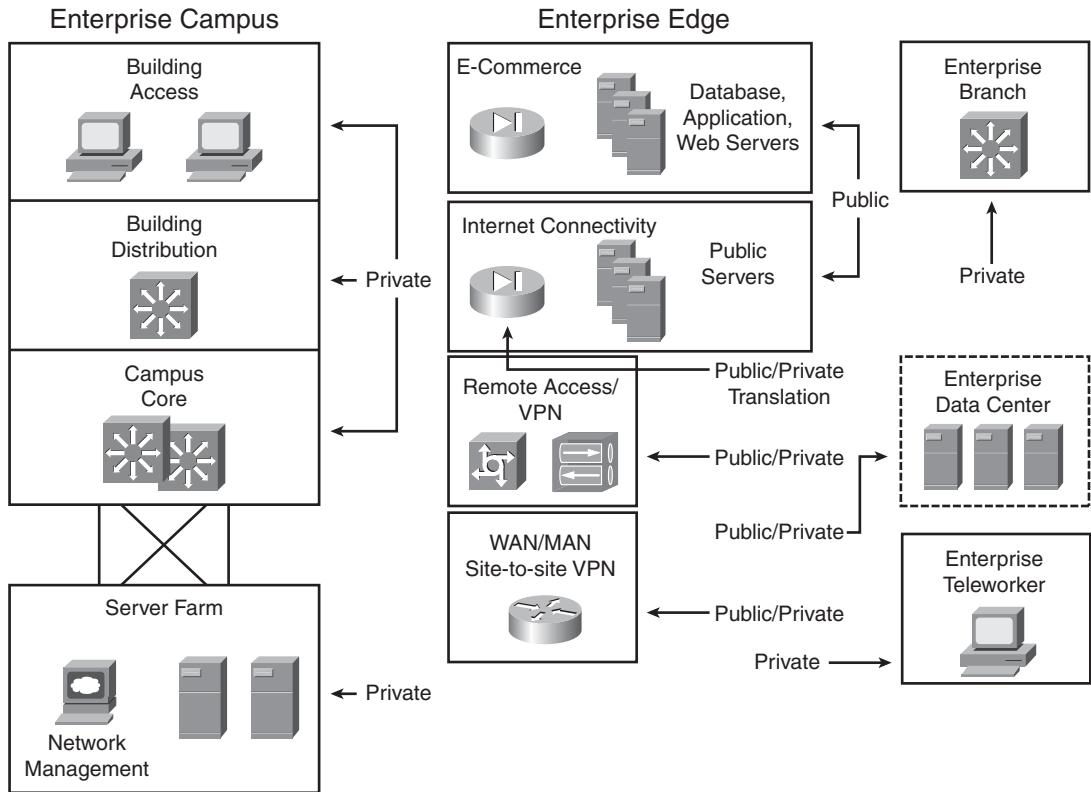 Enterprise Campus
Building
Access
Building
Distribution
Private
Campus
Core
Server Farm
Private
Network
Management
Enterprise Edge
E-Commerce
Database,
Application,
Web Servers
Public
Internet Connectivity
Public
Servers
Public/Private
Translation
Remote Access/
VPN
Public/Private
Public/Private
WAN/MAN
Site-to-site VPN
Public/Private
Private
Enterprise
Branch
Private
Enterprise
Data Center
Enterprise
Teleworker